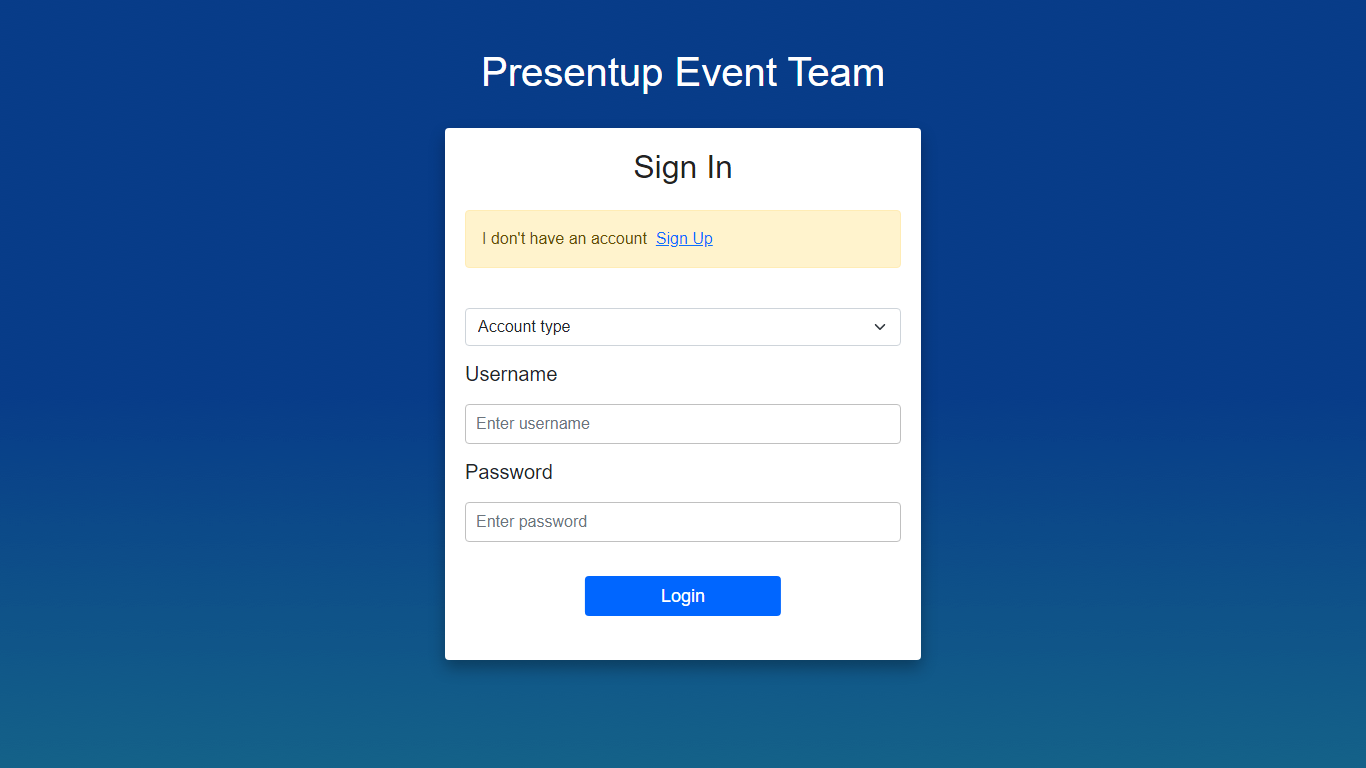 Presentup Event Team
Sign In
I don't have an account Sign Up
Account type
Username
Enter username
Password
Enter password
Login